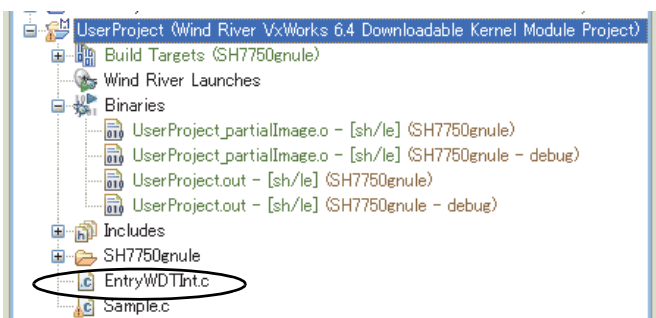 UserProject (Wind River VxWorks 6.4 Downloadable Kernel Module Project)
Build Targets (SH7750gnule)
Wind River Launches
Binaries
UserProject_partialImage.o - [sh/le] (SH7750gnule)
UserProject_partialImage.o - [sh/le] (SH7750gnule - debug)
UserProject.out - [sh/le] (SH7750gnule)
UserProject.out - [sh/le] (SH7750gnule - debug)
Includes
SH7750gnule
EntryWDTInt.c
Sample.c